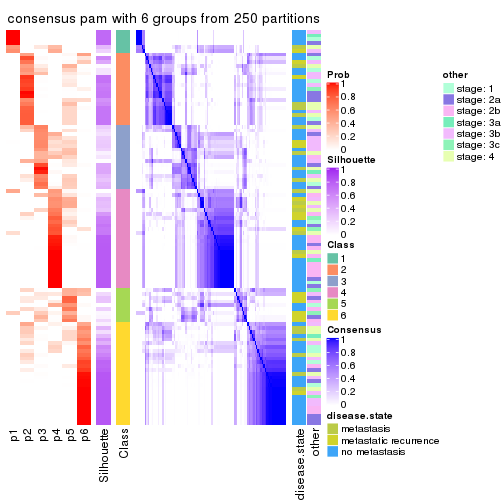 consensus pam with 6 groups from 250 partitions
Prob
1
0.8
0.6
0.4
0.2
0
Silhouette
1
0.8
0.6
0.4
0.2
0
Class
1
2
3
4
5
6
Consensus
1
0.8
0.6
0.4
0.2
0
disease.state
metastasis
metastatic recurrence
no metastasis
other
stage: 1
stage: 2a
stage: 2b
stage: 3a
stage: 3b
stage: 3c
stage: 4
p1
p2
p3
p4
p5
p6
Silhouette
Class
disease.state
other